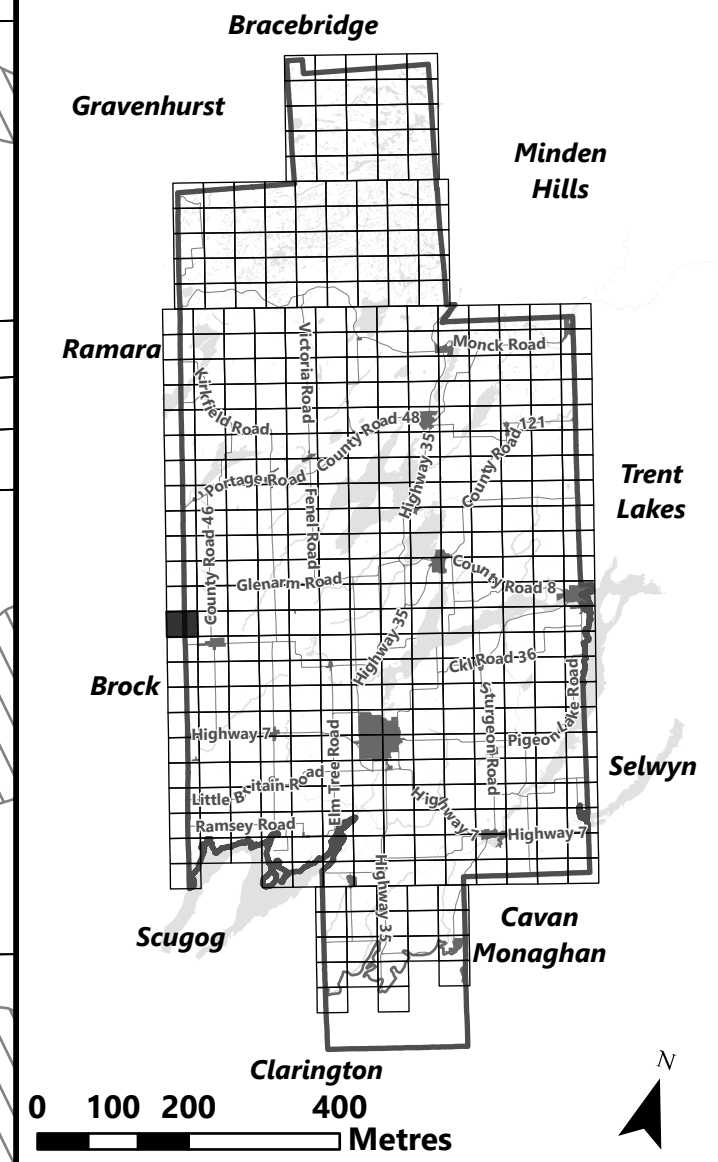 Bracebridge
Gravenhurst
Minden
Hills
Ramara
Monck Road
Victoria Road
Kirkfield Road
County Road 48
121
County Road
Highway 35
Portage Road
Trent
Lakes
Fenel Road
County Road 46
Glenarm Road
County Road 8
Highway 35
Ckl Road 36
Brock
Sturgeon Road
Pigeon Lake Road
Highway 7
Elm Tree Road
Selwyn
Little Britain Road
Highway 7
Ramsey Road
Highway 7
Highway 35
Scugog
Cavan
Monaghan
Clarington
N
0 100 200 400
Metres